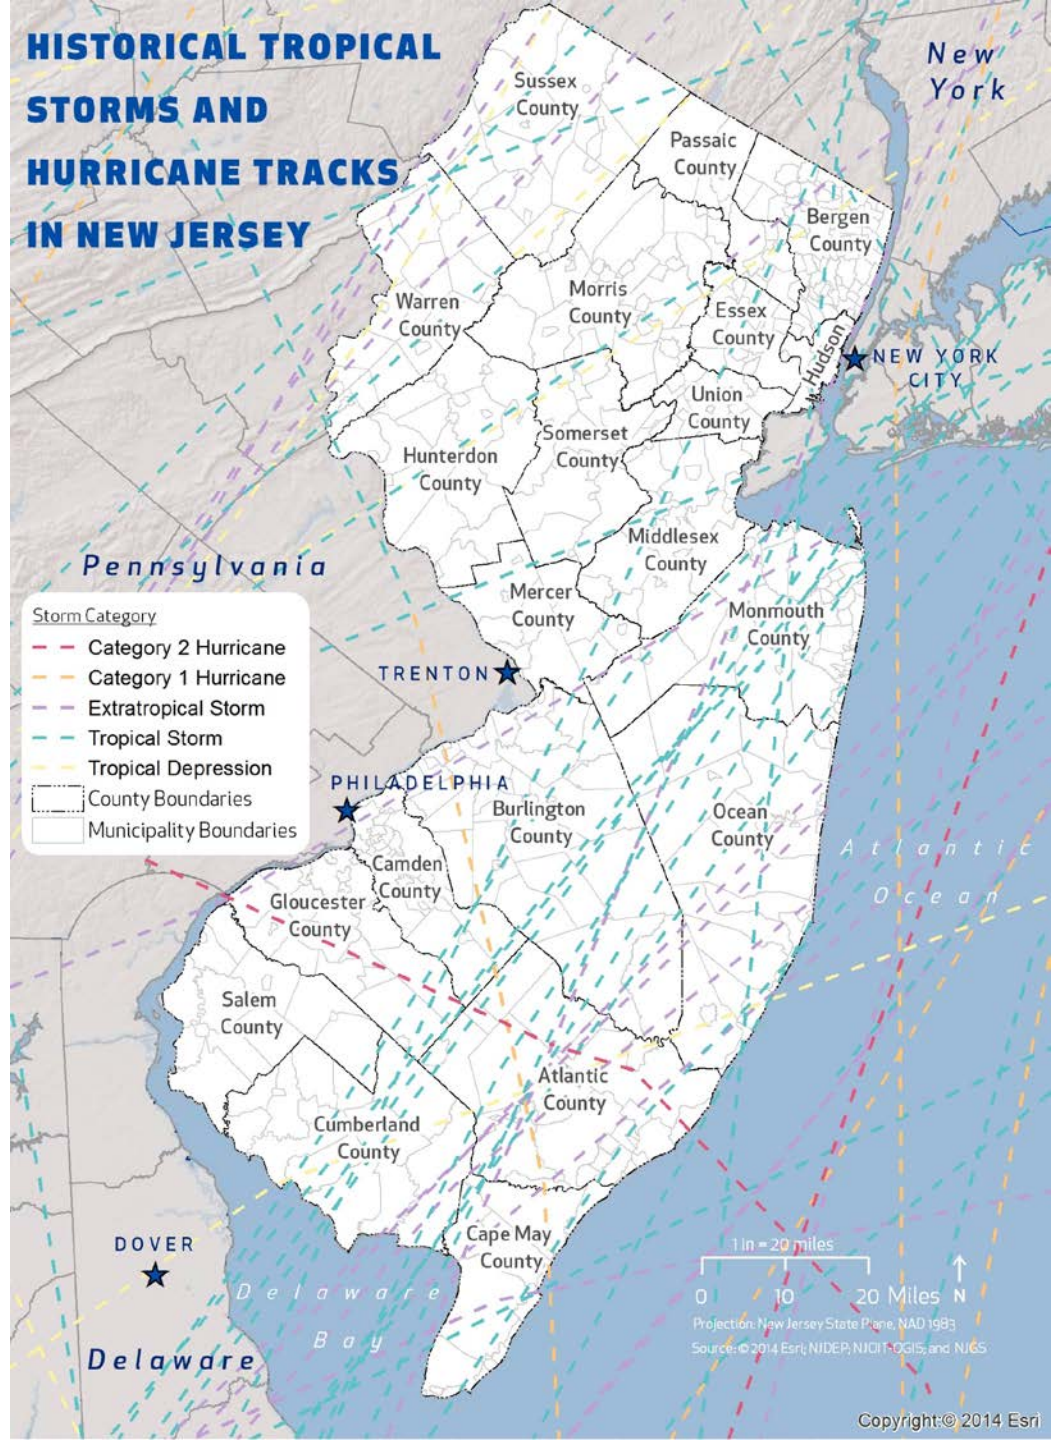 HISTORICAL TROPICAL
STORMS AND
HURRICANE TRACKS
IN NEW JERSEY
New
York
Sussex
County
Passaic
County
Bergen
County
Warren
County
Morris
County
Essex
County
Hudson
NEW YORK
CITY
Union
County
Somerset
County
Hunterdon
County
Middlesex
County
Pennsylvania
Mercer
County
Monmouth
County
Storm Category
Category 2 Hurricane
Category 1 Hurricane
Extratropical Storm
Tropical Storm
Tropical Depression
County Boundaries
Municipality Boundaries
TRENTON
PHILADELPHIA
Burlington
County
Ocean
County
Atlantic
Ocean
Camden
County
Gloucester
County
Salem
County
Atlantic
County
Cumberland
County
Cape May
County
DOVER
Delaware
Bay
Delaware
1 in = 20 miles
0 10 20 Miles N
Projection: New Jersey State Plane, NAD 1983
Source: © 2014 Esri; NJDEP; NJOIT-OGIS; and NJGS
Copyright:© 2014 Esri